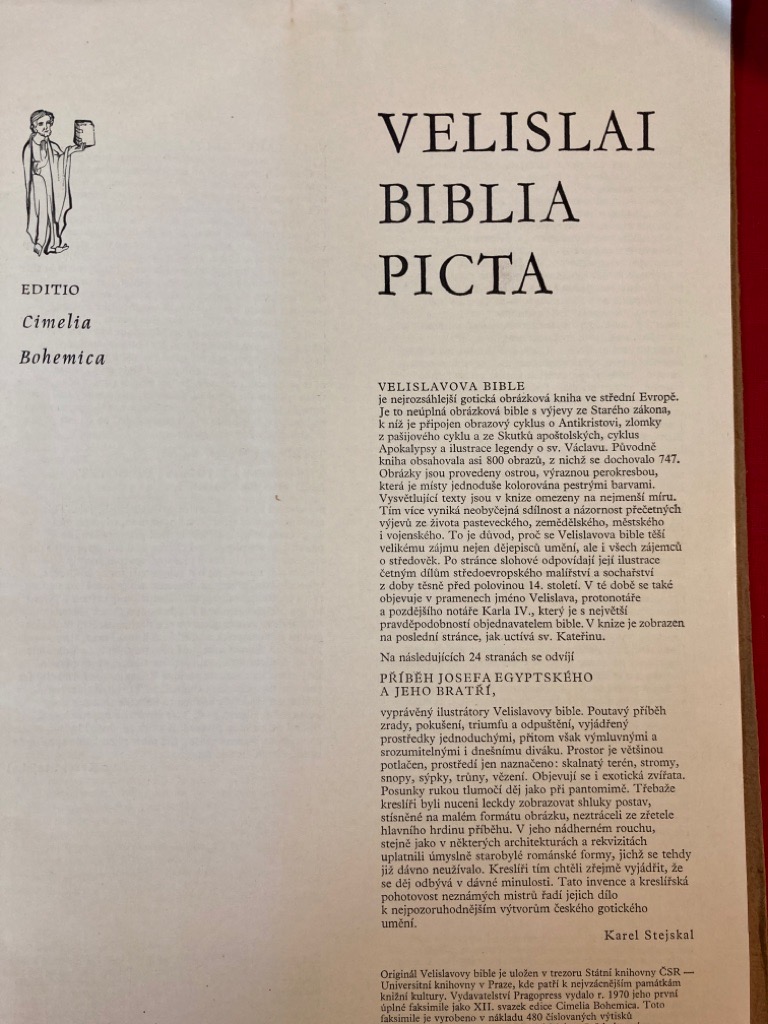 EDITIO
Cimelia
Bohemica
VELISLAI
BIBLIA
PICTA
VELISLAVOVA BIBLE
je nejrozsáhlejší gotická obrázková kniha ve střední Evropě.
Je to neúplná obrázková bible s výjevy ze Starého zákona,
k níž je připojen obrazový cyklus o Antikristovi, zlomky
z pašijového cyklu a ze Skutků apoštolských, cyklus
Apokalypsy a ilustrace legendy o sv. Václavu. Původně
kniha obsahovala asi 800 obrazů, z nichž se dochovalo 747.
Obrázky jsou provedeny ostrou, výraznou perokresbou,
která je místy jednoduše kolorována pestrými barvami.
Vysvětlující texty jsou v knize omezeny na nejmenší míru.
Tím více vyniká neobyčejná sdílnost a názornost přečetných
výjevů ze života pasteveckého, zemědělského, městského
i vojenského. To je důvod, proč se Velislavova bible těší
velikému zájmu nejen dějepisců umění, ale i všech zájemců
o středověk. Po stránce slohové odpovídají její ilustrace
četným dílům středoevropského malířství a sochařství
z doby těsně před polovinou 14. století. V té době se také
objevuje v pramenech jméno Velislava, protonotáře
a pozdějšího notáře Karla IV., který je s největší
pravděpodobností objednavatelem bible. V knize je zobrazen
na poslední stránce, jak uctívá sv. Kateřinu.
Na následujících 24 stranách se odvíjí
PŘÍBĚH JOSEFA EGYPTSKÉHO
A JEHO BRATŘÍ,
vyprávěný ilustrátory Velislavovy bible. Poutavý příběh
zrady, pokušení, triumfu a odpuštění, vyjádřený
prostředky jednoduchými, přitom však výmluvnými a
srozumitelnými i dnešnímu diváku. Prostor je většinou
potlačen, prostředí jen naznačeno: skalnatý terén, stromy,
snopy, sýpky, trůny, vězení. Objevují se i exotická zvířata.
Posunky rukou tlumočí děj jako při pantomimě. Třebaže
kreslíři byli nuceni leckdy zobrazovat shluky postav,
stísněné na malém formátu obrázku, neztráceli ze zřetele
hlavního hrdinu příběhu. V jeho nádherném rouchu,
stejně jako v některých architekturách a rekvizitách
uplatnili úmyslně starobylé románské formy, jichž se tehdy
již dávno neužívalo. Kreslíři tím chtěli zřejmě vyjádřit, že
se děj odbývá v dávné minulosti. Tato invence a kreslířská
pohotovost neznámých mistrů řadí jejich dílo
k nejpozoruhodnějším výtvorům českého gotického
umění.
Karel Stejskal
Originál Velislavovy bible je uložen v trezoru Státní knihovny ČSR —
Universitní knihovny v Praze, kde patří k nejvzácnějším památkám
knižní kultury. Vydavatelství Pragopress vydalo r. 1970 jeho první
úplné faksimile jako XII. svazek edice Cimelia Bohemica. Toto
faksimile je vyrobeno v nákladu 480 číslovaných výtisků